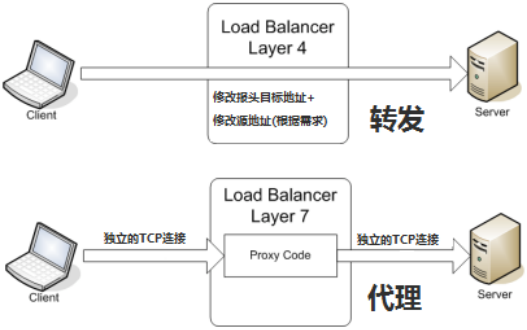 Load Balancer
Layer 4
修改报头目标地址+
修改源地址(根据需求)
转发
Client
Server
Load Balancer
Layer 7
独立的TCP连接
Proxy Code
独立的TCP连接
代理
Client
Server